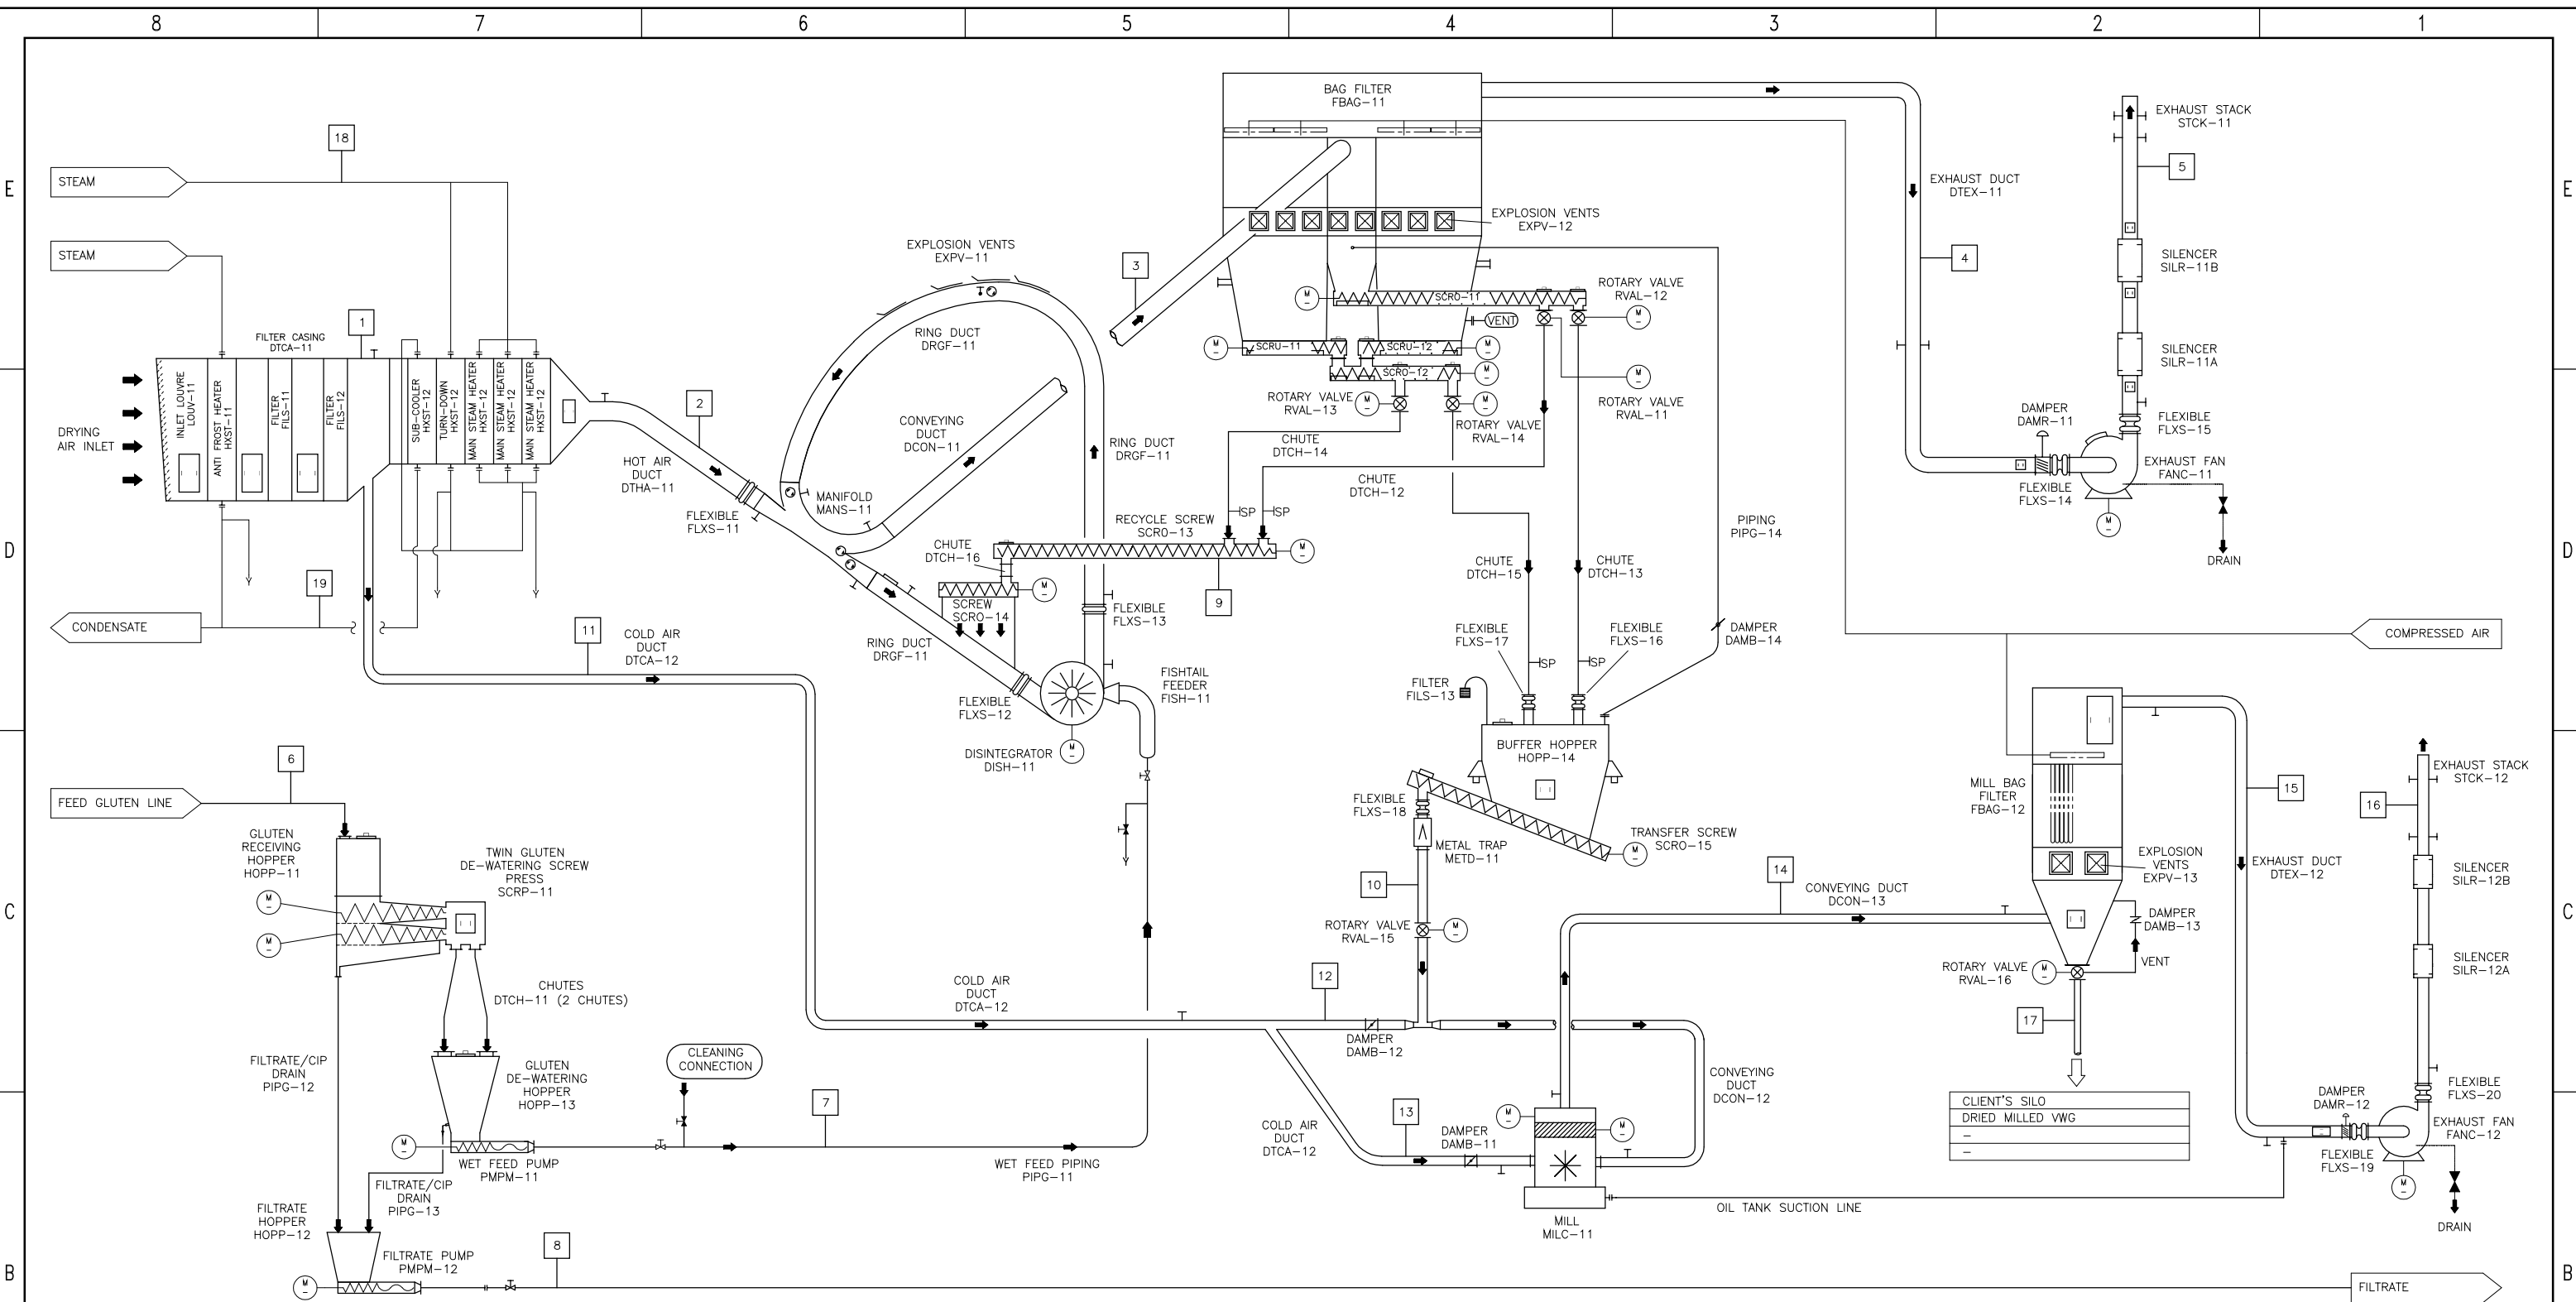 8
7
6
5
4
3
2
1
E
E
D
D
C
C
B
B
STEAM
18
STEAM
1
FILTER CASING
DTCA-11
DRYING
AIR INLET
INLET LOUVRE
LOUV-11
ANTI FROST HEATER
HXST-11
FILTER
FILS-11
FILTER
FILS-12
SUB-COOLER
HXST-12
TURN-DOWN
HXST-12
MAIN STEAM HEATER
HXST-12
MAIN STEAM HEATER
HXST-12
MAIN STEAM HEATER
HXST-12
CONDENSATE
19
2
HOT AIR
DUCT
DTHA-11
FLEXIBLE
FLXS-11
11
COLD AIR
DUCT
DTCA-12
EXPLOSION VENTS
EXPV-11
RING DUCT
DRGF-11
CONVEYING
DUCT
DCON-11
MANIFOLD
MANS-11
RING DUCT
DRGF-11
3
RECYCLE SCREW
SCRO-13
CHUTE
DTCH-16
M
SCREW
SCRO-14
M
9
RING DUCT
DRGF-11
FLEXIBLE
FLXS-13
FLEXIBLE
FLXS-12
FISHTAIL
FEEDER
FISH-11
DISINTEGRATOR
DISH-11
M
BAG FILTER
FBAG-11
EXPLOSION VENTS
EXPV-12
M
SCRO-11
ROTARY VALVE
RVAL-12
M
VENT
M
SCRU-11
SCRU-12
M
SCRO-12
M
ROTARY VALVE
RVAL-13
M
M
ROTARY VALVE
RVAL-14
M
ROTARY VALVE
RVAL-11
CHUTE
DTCH-14
CHUTE
DTCH-12
SP
SP
CHUTE
DTCH-15
CHUTE
DTCH-13
PIPING
PIPG-14
DAMPER
DAMB-14
FLEXIBLE
FLXS-17
FLEXIBLE
FLXS-16
SP
SP
FILTER
FILS-13
BUFFER HOPPER
HOPP-14
FLEXIBLE
FLXS-18
METAL TRAP
METD-11
TRANSFER SCREW
SCRO-15
M
10
ROTARY VALVE
RVAL-15
M
EXHAUST DUCT
DTEX-11
4
EXHAUST STACK
STCK-11
5
SILENCER
SILR-11B
SILENCER
SILR-11A
DAMPER
DAMR-11
FLEXIBLE
FLXS-15
FLEXIBLE
FLXS-14
EXHAUST FAN
FANC-11
M
DRAIN
COMPRESSED AIR
6
FEED GLUTEN LINE
GLUTEN
RECEIVING
HOPPER
HOPP-11
TWIN GLUTEN
DE-WATERING SCREW
PRESS
SCRP-11
M
M
CHUTES
DTCH-11 (2 CHUTES)
FILTRATE/CIP
DRAIN
PIPG-12
GLUTEN
DE-WATERING
HOPPER
HOPP-13
CLEANING
CONNECTION
7
M
WET FEED PUMP
PMPM-11
WET FEED PIPING
PIPG-11
FILTRATE/CIP
DRAIN
PIPG-13
FILTRATE
HOPPER
HOPP-12
FILTRATE PUMP
PMPM-12
M
8
FILTRATE
COLD AIR
DUCT
DTCA-12
12
DAMPER
DAMB-12
COLD AIR
DUCT
DTCA-12
13
DAMPER
DAMB-11
M
M
MILL
MILC-11
CONVEYING
DUCT
DCON-12
OIL TANK SUCTION LINE
14
CONVEYING DUCT
DCON-13
MILL BAG
FILTER
FBAG-12
EXPLOSION
VENTS
EXPV-13
DAMPER
DAMB-13
VENT
ROTARY VALVE
RVAL-16
M
17
CLIENT'S SILO
DRIED MILLED VWG
–
–
15
EXHAUST DUCT
DTEX-12
EXHAUST STACK
STCK-12
16
SILENCER
SILR-12B
SILENCER
SILR-12A
DAMPER
DAMR-12
FLEXIBLE
FLXS-20
EXHAUST FAN
FANC-12
FLEXIBLE
FLXS-19
M
DRAIN